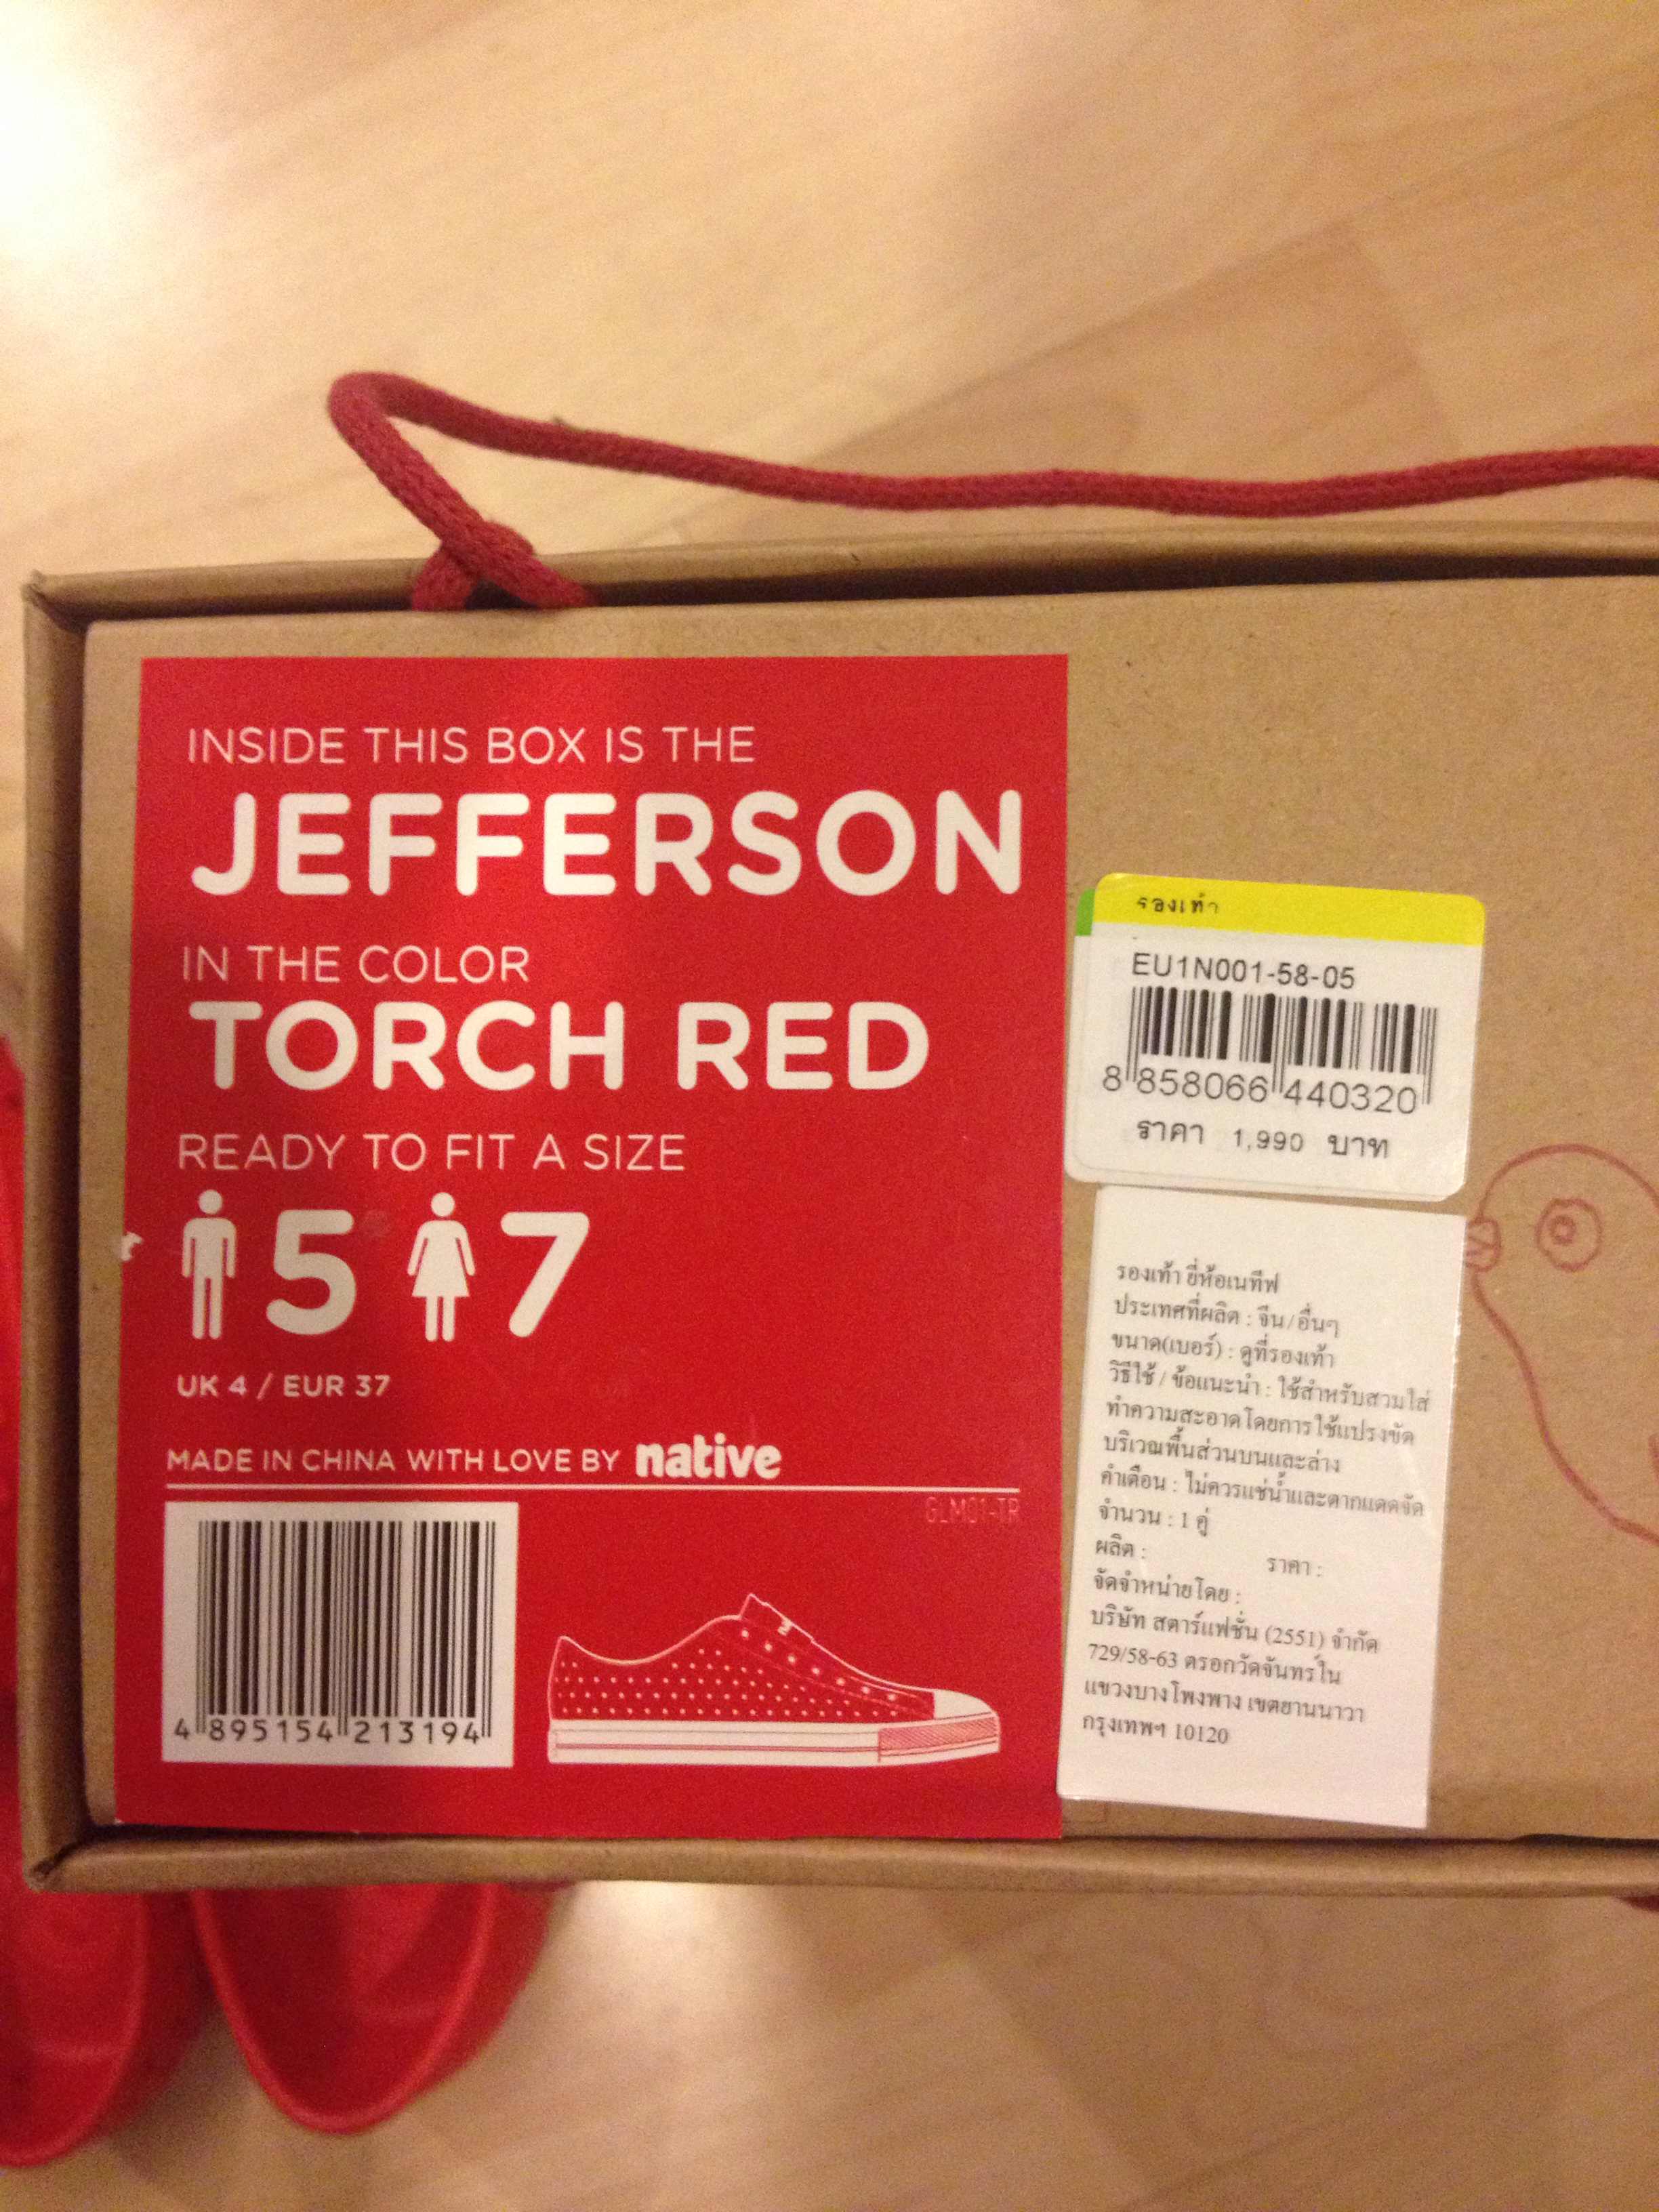 INSIDE THIS BOX IS THE
JEFFERSON
IN THE COLOR
TORCH RED
READY TO FIT A SIZE
5 7
UK 4 / EUR 37
MADE IN CHINA WITH LOVE BY native
GLM01-TR
4 895154 213194
รองเท้า
EU1N001-58-05
8 858066 440320
ราคา 1,990 บาท
รองเท้า ยี่ห้อเนทีฟ
ประเทศที่ผลิต : จีน/อื่นๆ
ขนาด(เบอร์) : ดูที่รองเท้า
วิธีใช้ / ข้อแนะนำ : ใช้สำหรับสวมใส่
ทำความสะอาดโดยการใช้แปรงขัด
บริเวณพื้นส่วนบนและล่าง
คำเตือน : ไม่ควรแช่น้ำและตากแดดจัด
จำนวน : 1 คู่
ผลิต : ราคา :
จัดจำหน่ายโดย :
บริษัท สตาร์แฟชั่น (2551) จำกัด
729/58-63 ตรอกวัดจันทร์ใน
แขวงบางโพงพาง เขตยานนาวา
กรุงเทพฯ 10120